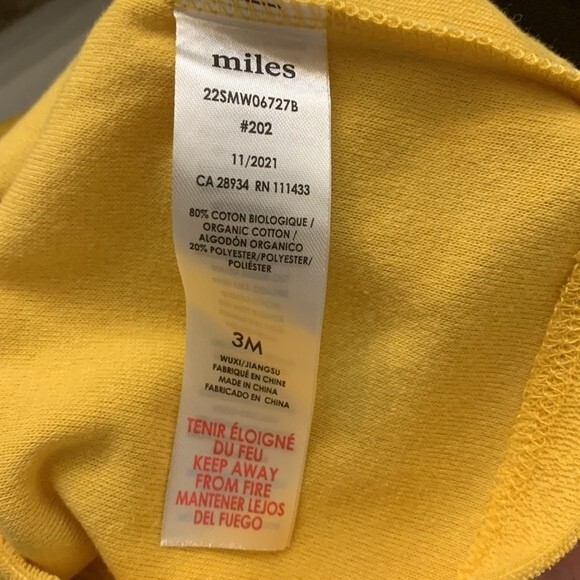 miles
22SMW06727B
#202
11/2021
CA 28934 RN 111433
80% COTON BIOLOGIQUE /
ORGANIC COTTON /
ALGODÓN ORGANICO
20% POLYESTER/POLYESTER/
POLIÉSTER
3M
WUXI/JIANGSU
FABRIQUÉ EN CHINE
MADE IN CHINA
FABRICADO EN CHINA
TENIR ÉLOIGNÉ
DU FEU
KEEP AWAY
FROM FIRE
MANTENER LEJOS
DEL FUEGO